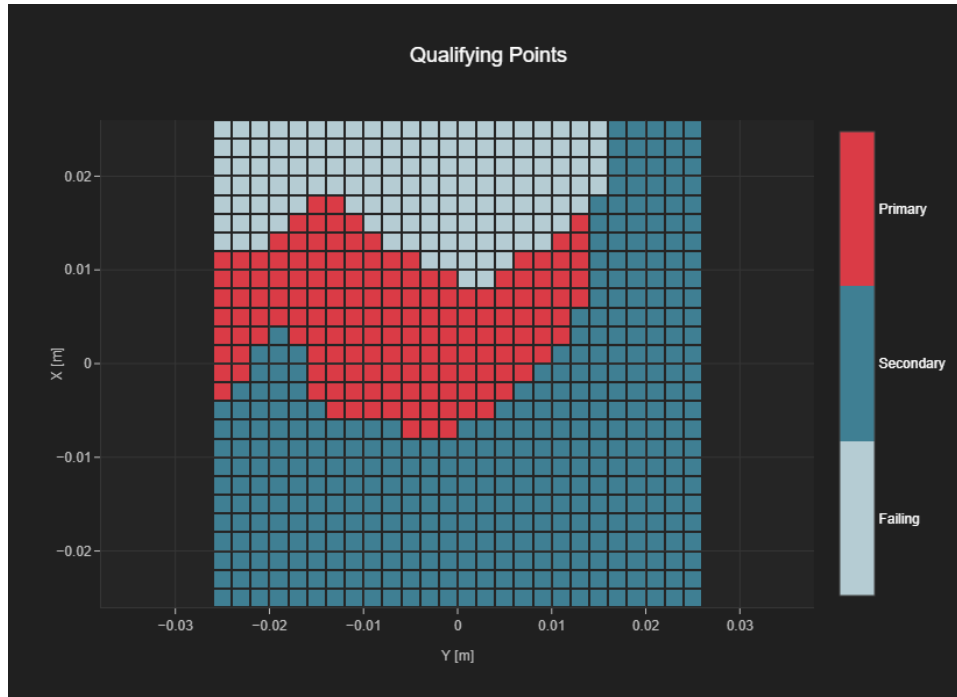 Qualifying Points
0.02
0.01
0
−0.01
−0.02
X [m]
−0.03
−0.02
−0.01
0
0.01
0.02
0.03
Y [m]
Primary
Secondary
Failing